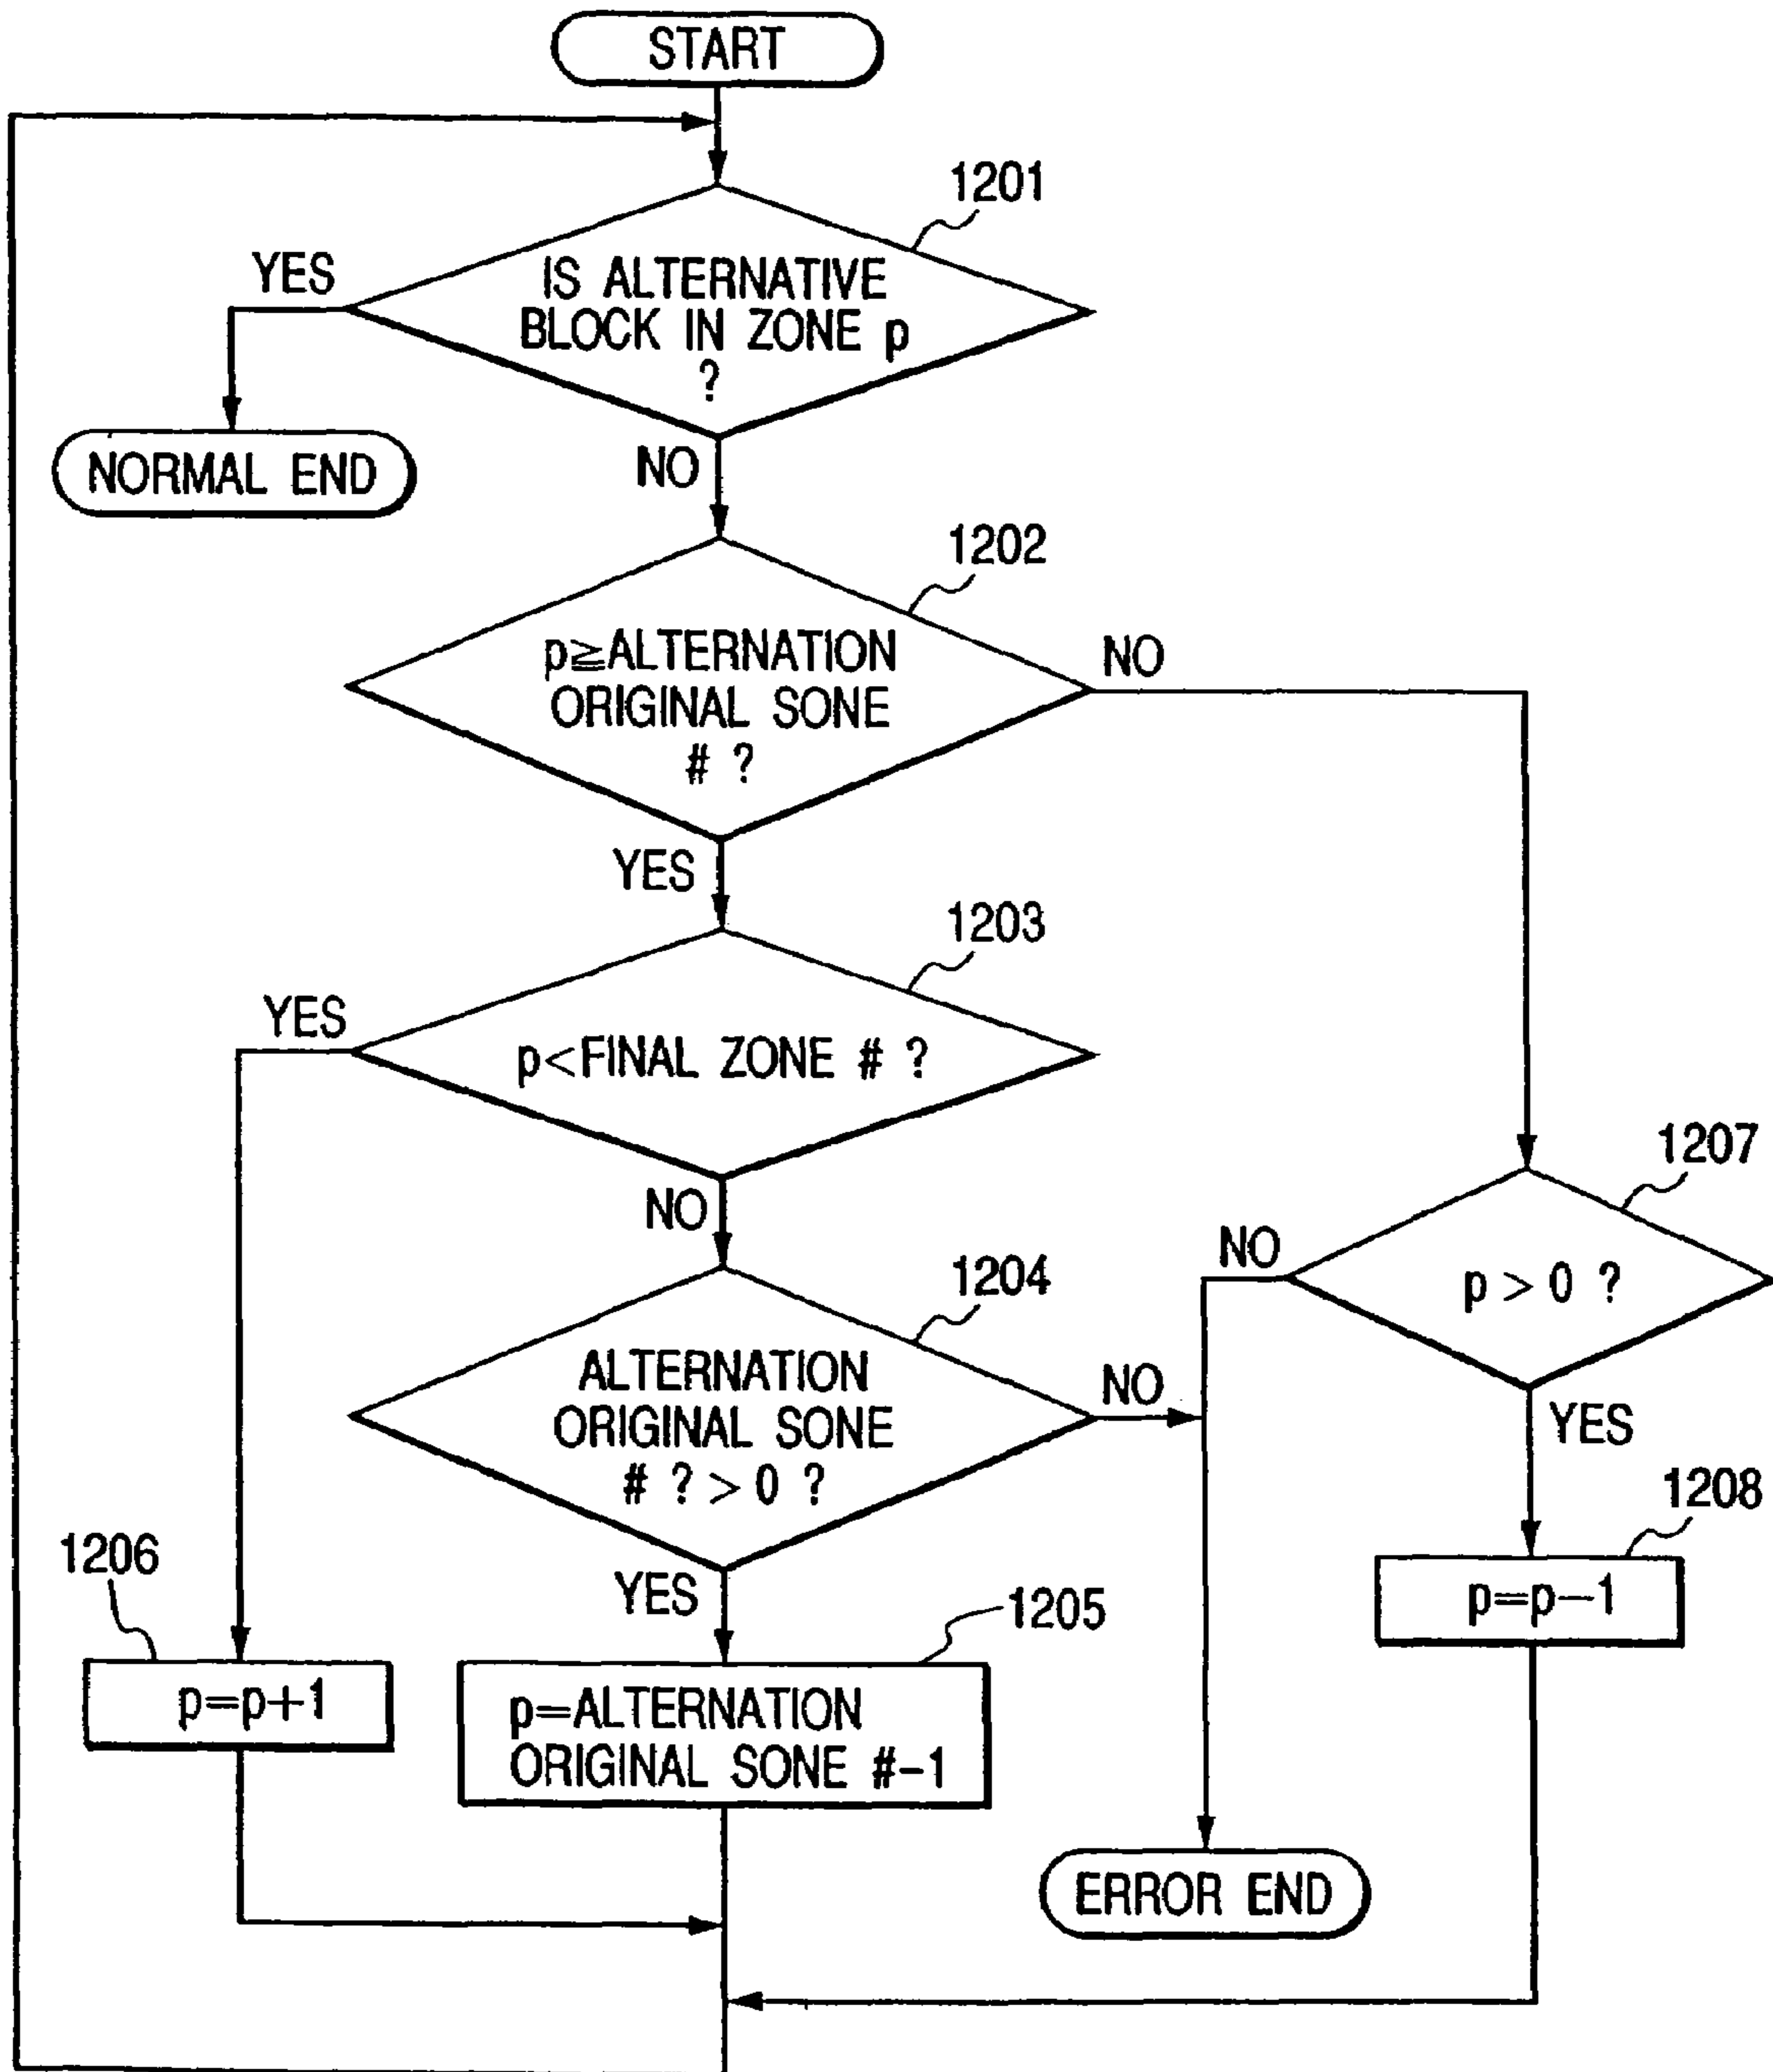 START
1201
YES
IS ALTERNATIVE
BLOCK IN ZONE p
?
NORMAL END
NO
1202
p≧ALTERNATION
ORIGINAL SONE
# ?
NO
YES
1203
YES
p<FINAL ZONE # ?
NO
1207
NO
p > 0 ?
1204
ALTERNATION
ORIGINAL SONE
# ? > 0 ?
NO
YES
1208
p=p−1
1206
YES
1205
p=p+1
p=ALTERNATION
ORIGINAL SONE #-1
ERROR END